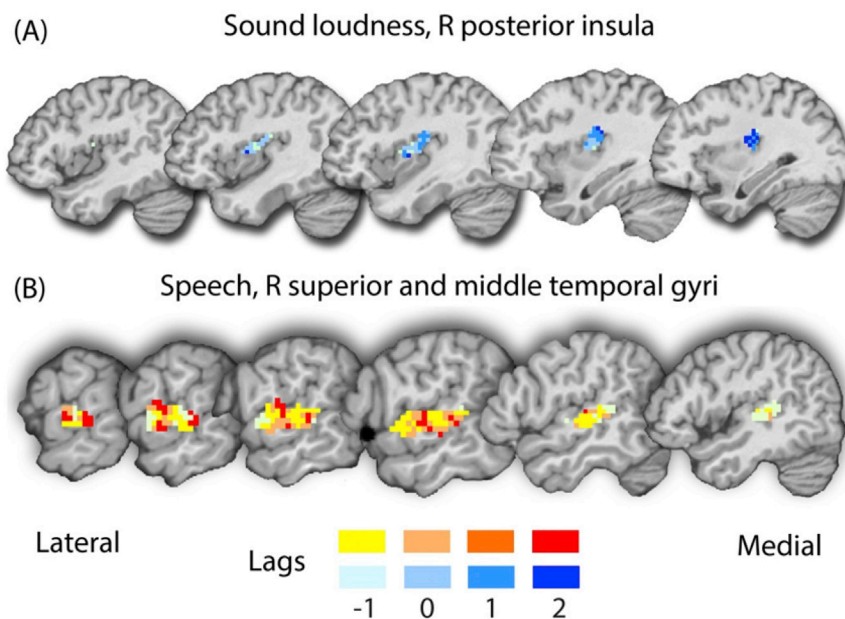 (A)
Sound loudness, R posterior insula
(B)
Speech, R superior and middle temporal gyri
Lateral
Lags
Medial
-1 0 1 2